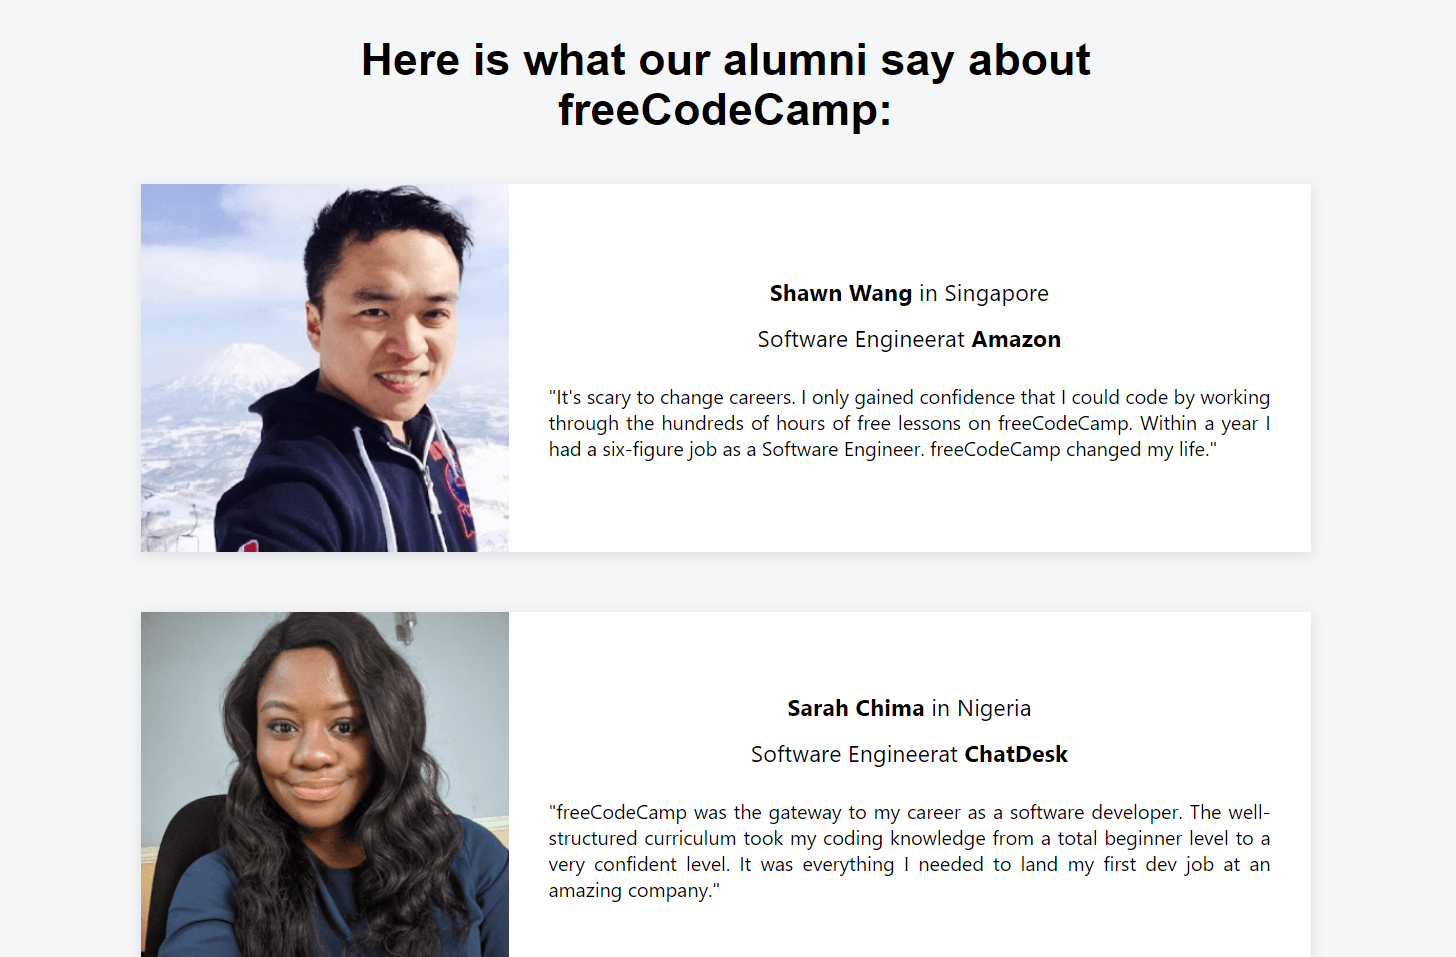 Here is what our alumni say about
freeCodeCamp:
Shawn Wang in Singapore
Software Engineerat Amazon
"It's scary to change careers. I only gained confidence that I could code by working
through the hundreds of hours of free lessons on freeCodeCamp. Within a year I
had a six-figure job as a Software Engineer. freeCodeCamp changed my life."
Sarah Chima in Nigeria
Software Engineerat ChatDesk
"freeCodeCamp was the gateway to my career as a software developer. The well-
structured curriculum took my coding knowledge from a total beginner level to a
very confident level. It was everything I needed to land my first dev job at an
amazing company."